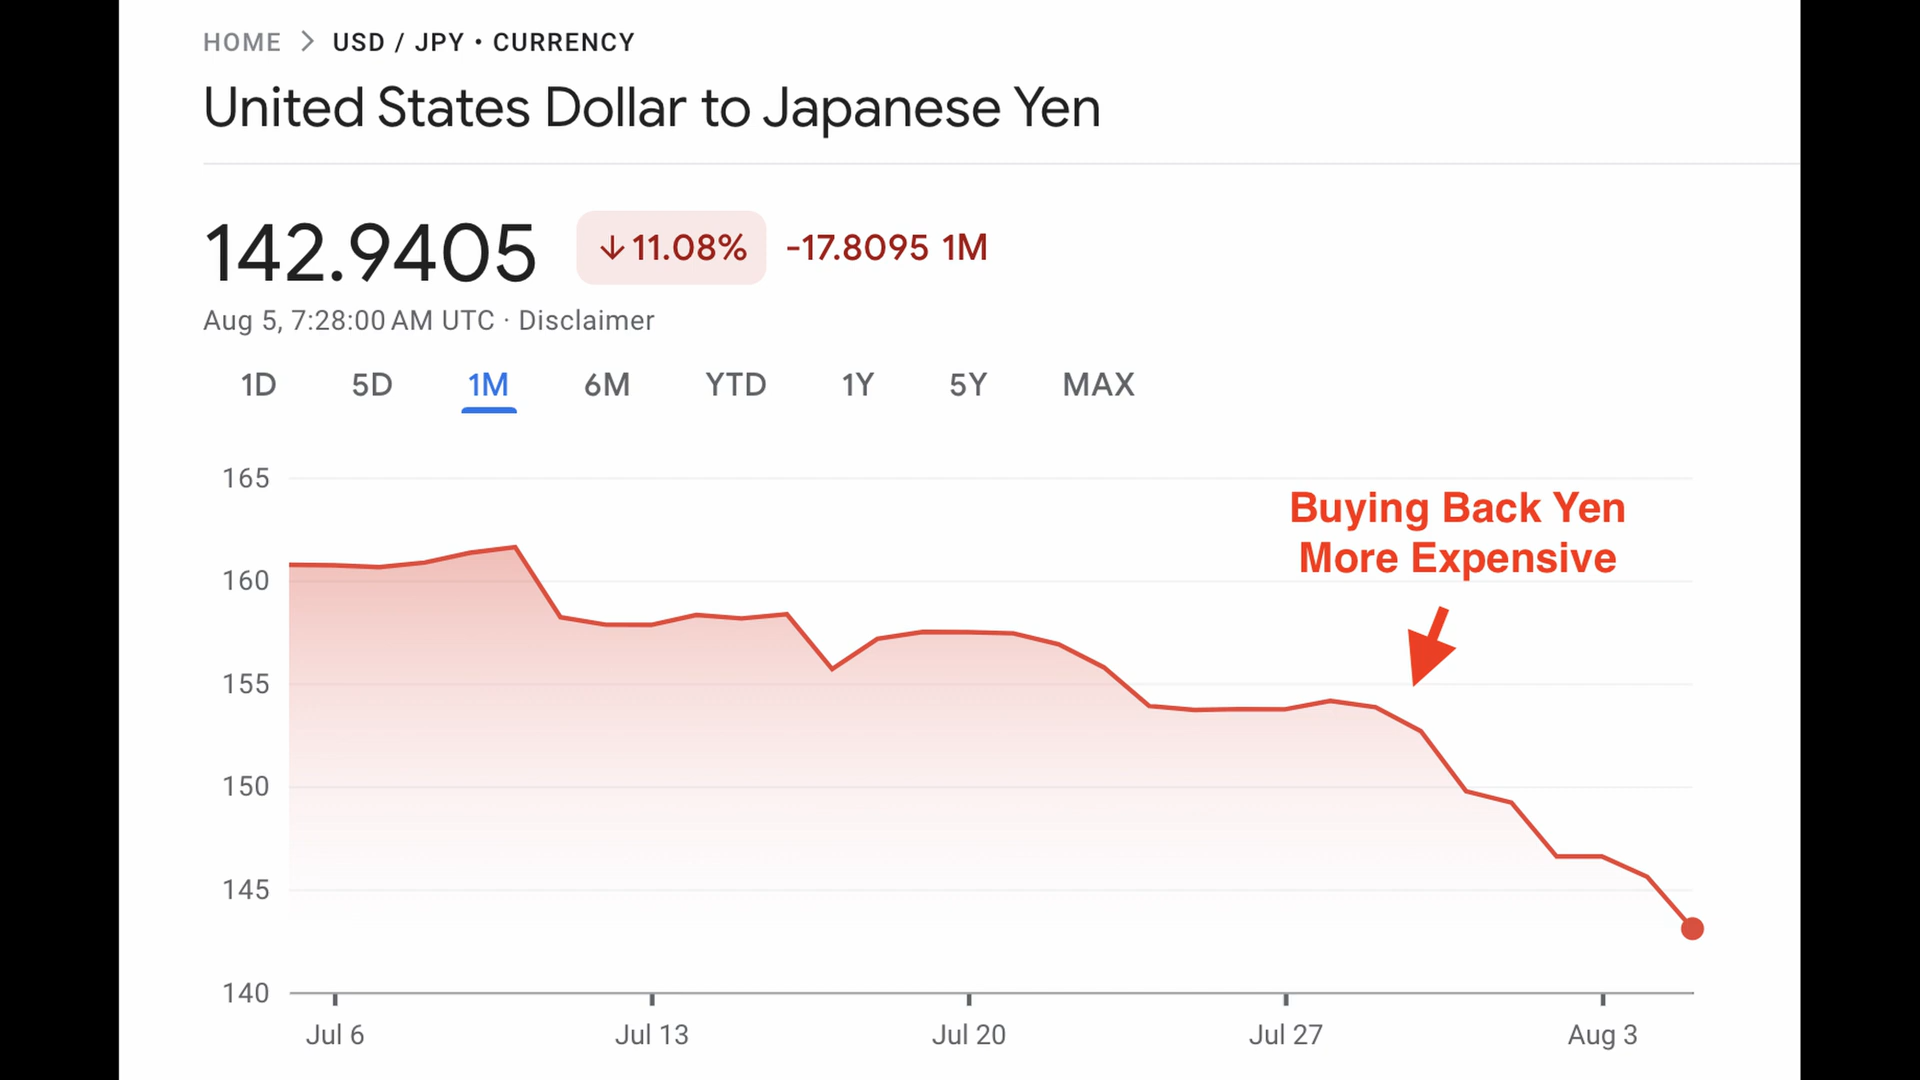 HOME > USD / JPY • CURRENCY
United States Dollar to Japanese Yen
142.9405 ↓11.08% -17.8095 1M
Aug 5, 7:28:00 AM UTC · Disclaimer
1D 5D 1M 6M YTD 1Y 5Y MAX
165
Buying Back Yen
More Expensive
160
155
150
145
140
Jul 6 Jul 13 Jul 20 Jul 27 Aug 3